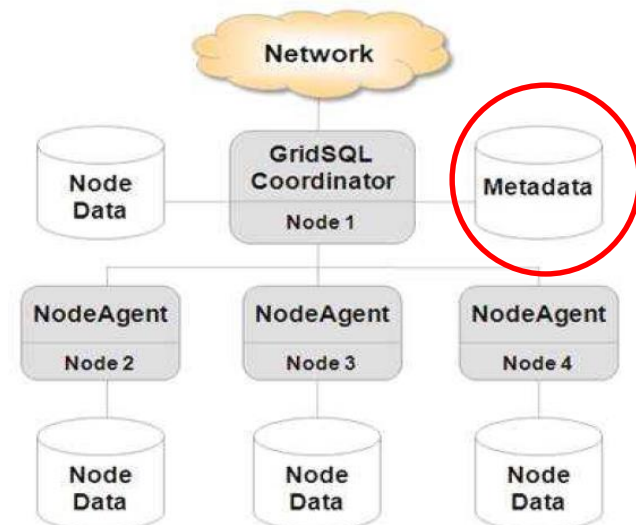 Network
GridSQL
Coordinator
Node 1
Node
Data
Metadata
NodeAgent
Node 2
NodeAgent
Node 3
NodeAgent
Node 4
Node
Data
Node
Data
Node
Data